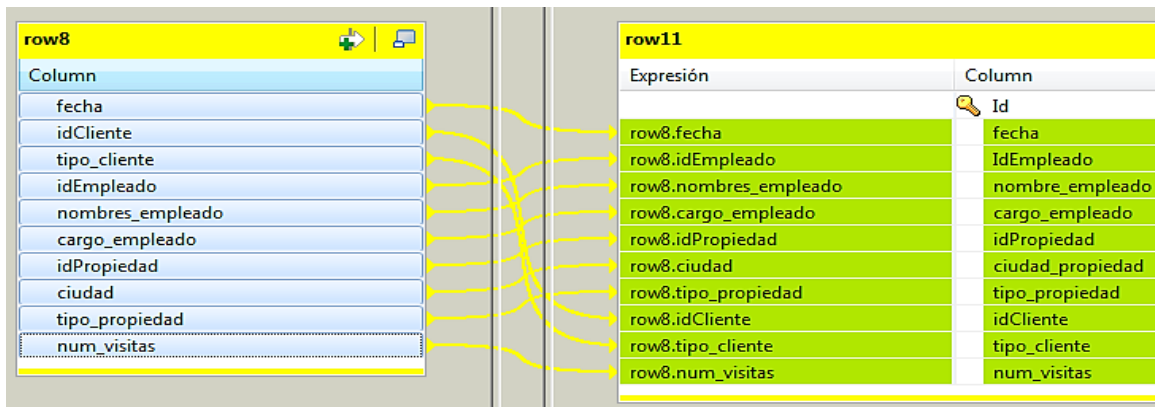 row8
Column
fecha
idCliente
tipo_cliente
idEmpleado
nombres_empleado
cargo_empleado
idPropiedad
ciudad
tipo_propiedad
num_visitas
row11
Expresión Column
Id
row8.fecha fecha
row8.idEmpleado IdEmpleado
row8.nombres_empleado nombre_empleado
row8.cargo_empleado cargo_empleado
row8.idPropiedad idPropiedad
row8.ciudad ciudad_propiedad
row8.tipo_propiedad tipo_propiedad
row8.idCliente idCliente
row8.tipo_cliente tipo_cliente
row8.num_visitas num_visitas